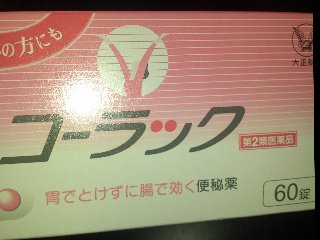 の方にも
大正製
コーラック
第2類医薬品
胃でとけずに腸で効く便秘薬
60錠